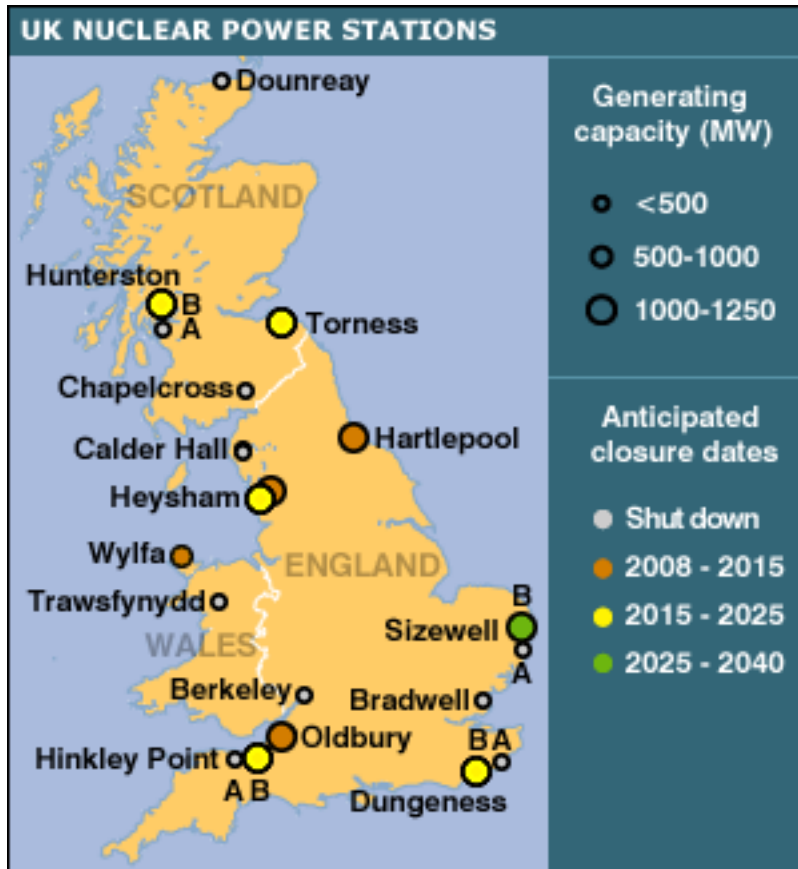 UK NUCLEAR POWER STATIONS
Dounreay
SCOTLAND
Hunterston
B
A
Torness
Chapelcross
Calder Hall
Hartlepool
Heysham
Wylfa
ENGLAND
Trawsfynydd
WALES
B
Sizewell
A
Berkeley
Bradwell
Oldbury
B A
Hinkley Point
A B
Dungeness
Generating
capacity (MW)
<500
500-1000
1000-1250
Anticipated
closure dates
Shut down
2008 - 2015
2015 - 2025
2025 - 2040